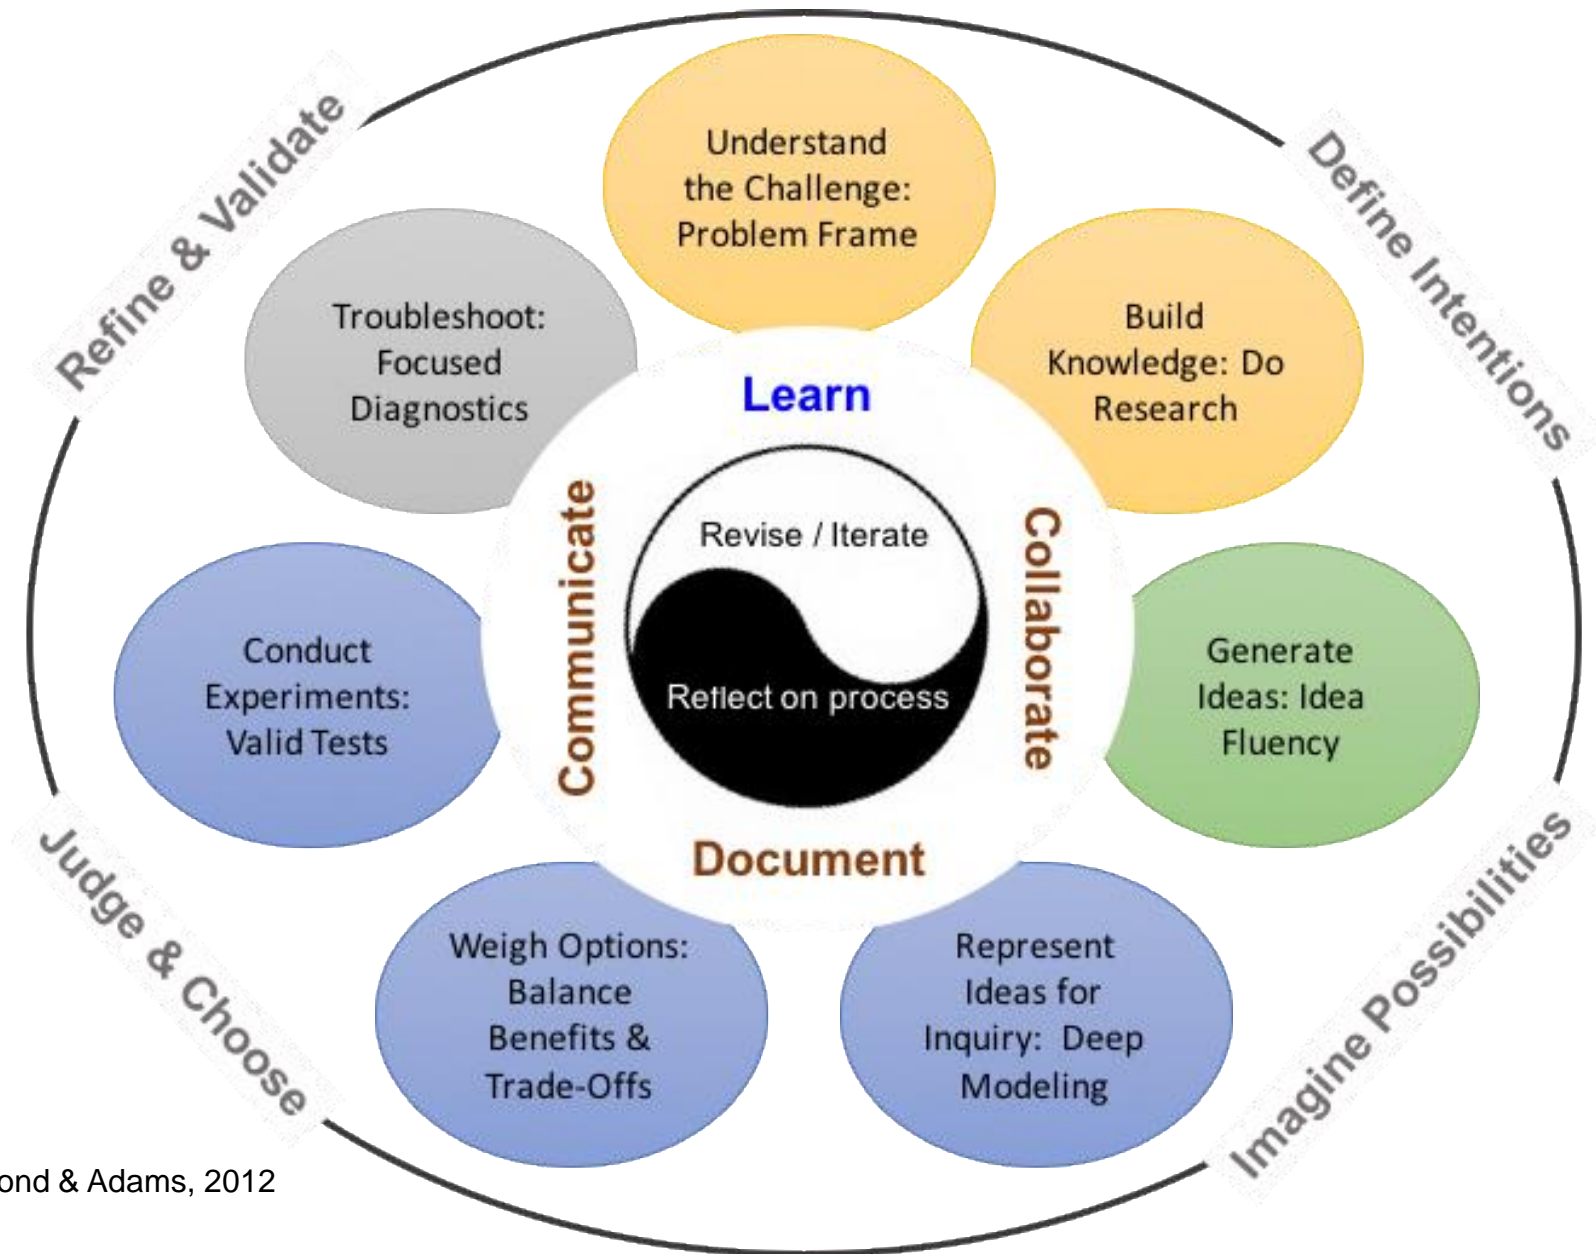 Understand
the Challenge:
Problem Frame
Build
Knowledge: Do
Research
Generate
Ideas: Idea
Fluency
Represent
Ideas for
Inquiry: Deep
Modeling
Weigh Options:
Balance
Benefits &
Trade-Offs
Conduct
Experiments:
Valid Tests
Troubleshoot:
Focused
Diagnostics
Define Intentions
Imagine Possibilities
Judge & Choose
Refine & Validate
Learn
Collaborate
Document
Communicate
Revise / Iterate
Reflect on process
ond & Adams, 2012